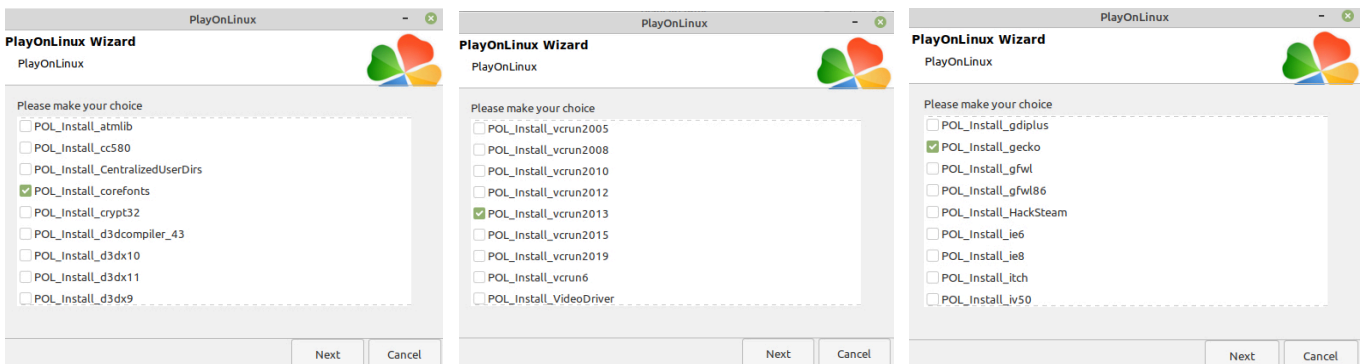 PlayOnLinux
PlayOnLinux Wizard
PlayOnLinux
Please make your choice
POL_Install_atmlib
POL_Install_cc580
POL_Install_CentralizedUserDirs
POL_Install_corefonts
POL_Install_crypt32
POL_Install_d3dcompiler_43
POL_Install_d3dx10
POL_Install_d3dx11
POL_Install_d3dx9
Next Cancel
PlayOnLinux
PlayOnLinux Wizard
PlayOnLinux
Please make your choice
POL_Install_vcrun2005
POL_Install_vcrun2008
POL_Install_vcrun2010
POL_Install_vcrun2012
POL_Install_vcrun2013
POL_Install_vcrun2015
POL_Install_vcrun2019
POL_Install_vcrun6
POL_Install_VideoDriver
Next Cancel
PlayOnLinux
PlayOnLinux Wizard
PlayOnLinux
Please make your choice
POL_Install_gdiplus
POL_Install_gecko
POL_Install_gfwl
POL_Install_gfwl86
POL_Install_HackSteam
POL_Install_ie6
POL_Install_ie8
POL_Install_itch
POL_Install_iv50
Next Cancel